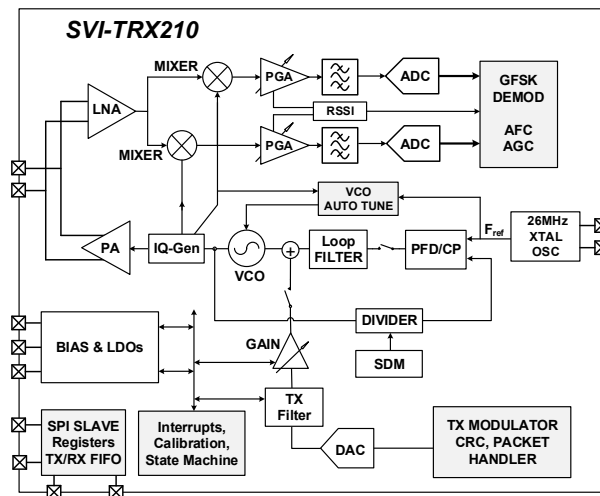 SVI-TRX210
MIXER
LNA
MIXER
PGA
ADC
RSSI
PGA
ADC
GFSK
DEMOD
AFC
AGC
VCO
AUTO TUNE
PA
IQ-Gen
VCO
Loop
FILTER
PFD/CP
Fref
26MHz
XTAL
OSC
BIAS & LDOs
GAIN
DIVIDER
SDM
SPI SLAVE
Registers
TX/RX FIFO
Interrupts,
Calibration,
State Machine
TX
Filter
DAC
TX MODULATOR
CRC, PACKET
HANDLER